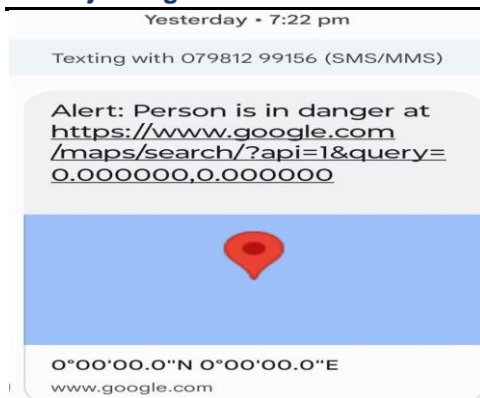 Yesterday • 7:22 pm
Texting with 079812 99156 (SMS/MMS)
Alert: Person is in danger at
https://www.google.com
/maps/search/?api=1&query=
0.000000,0.000000
0°00'00.0"N 0°00'00.0"E
www.google.com